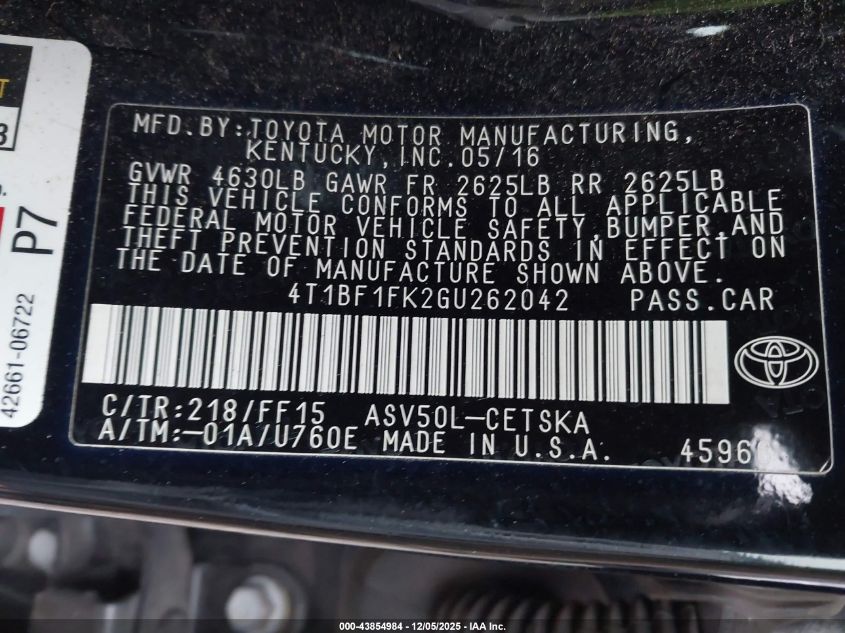 MFD.BY:TOYOTA MOTOR MANUFACTURING,
KENTUCKY,INC.05/16
GVWR 4630LB GAWR FR 2625LB RR 2625LB
THIS VEHICLE CONFORMS TO ALL APPLICABLE
FEDERAL MOTOR VEHICLE SAFETY,BUMPER,AND
THEFT PREVENTION STANDARDS IN EFFECT ON
THE DATE OF MANUFACTURE SHOWN ABOVE.
4T1BF1FK2GU262042 PASS.CAR
C/TR:218/FF15 ASV50L-CETSKA
A/TM:-01A/U760E MADE IN U.S.A.
P7
42661-06722
000-43854984 - 12/05/2025 - © IAA, Inc.